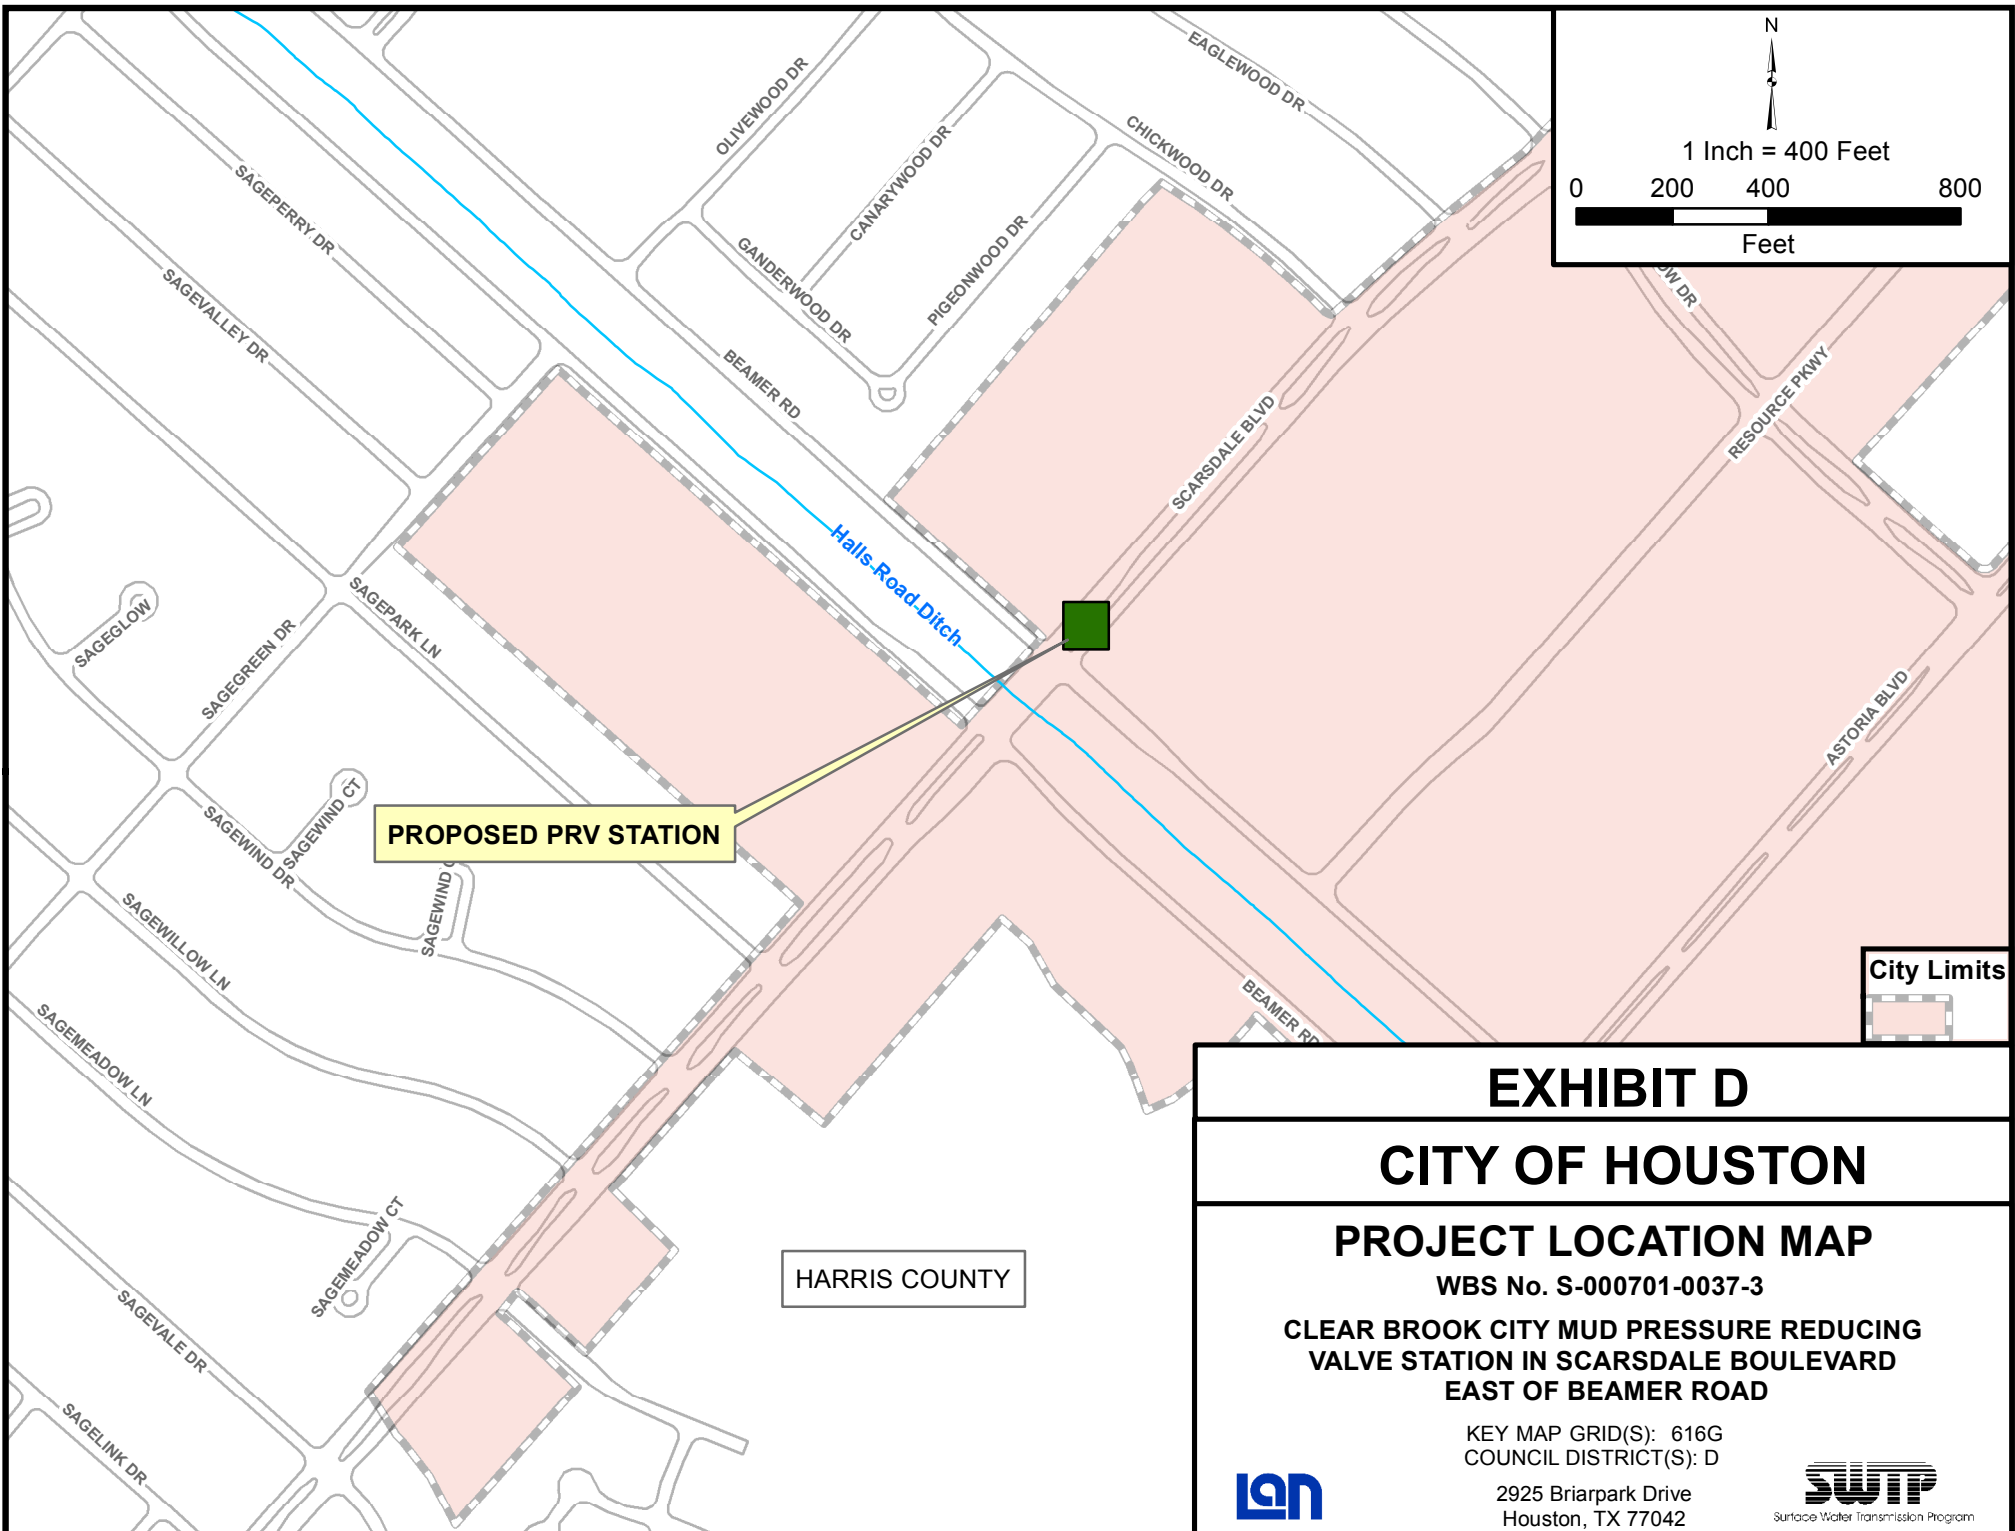 N
1 Inch = 400 Feet
0 200 400 800
Feet
EAGLEWOOD DR
OLIVEWOOD DR
CHICKWOOD DR
CANARYWOOD DR
SAGEPERRY DR
PIGEONWOOD DR
GANDERWOOD DR
OW DR
SAGEVALLEY DR
BEAMER RD
RESOURCE PKWY
SCARSDALE BLVD
Halls Road Ditch
SAGEGLOW
SAGEPARK LN
SAGEGREEN DR
ASTORIA BLVD
PROPOSED PRV STATION
SAGEWIND CT
SAGEWIND DR
SAGEWIND C
SAGEWILLOW LN
BEAMER RD
City Limits
SAGEMEADOW LN
SAGEMEADOW CT
HARRIS COUNTY
SAGEVALE DR
SAGELINK DR
EXHIBIT D
CITY OF HOUSTON
PROJECT LOCATION MAP
WBS No. S-000701-0037-3
CLEAR BROOK CITY MUD PRESSURE REDUCING
VALVE STATION IN SCARSDALE BOULEVARD
EAST OF BEAMER ROAD
KEY MAP GRID(S): 616G
COUNCIL DISTRICT(S): D
lan
2925 Briarpark Drive
Houston, TX 77042
SWTP
Surface Water Transmission Program